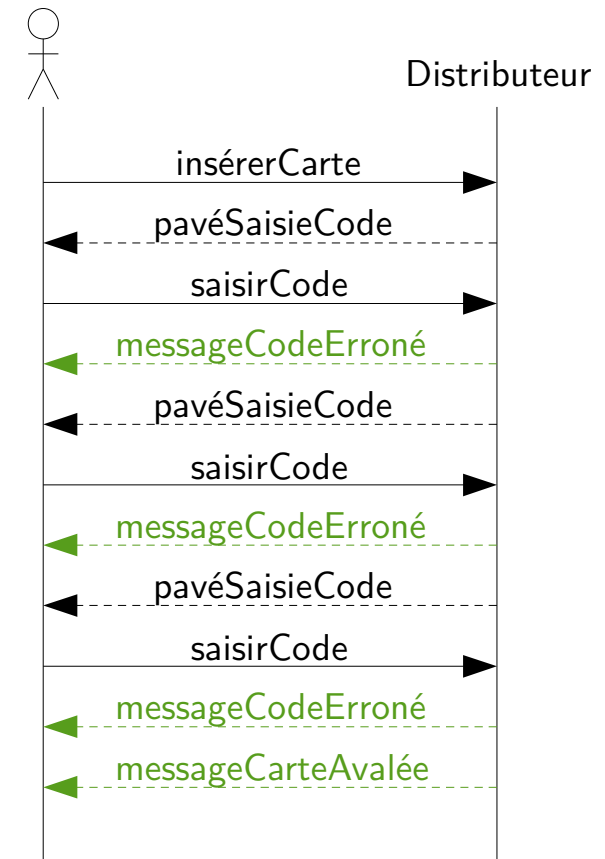 Distributeur
insérerCarte
pavéSaisieCode
saisirCode
messageCodeErroné
pavéSaisieCode
saisirCode
messageCodeErroné
pavéSaisieCode
saisirCode
messageCodeErroné
messageCarteAvalée